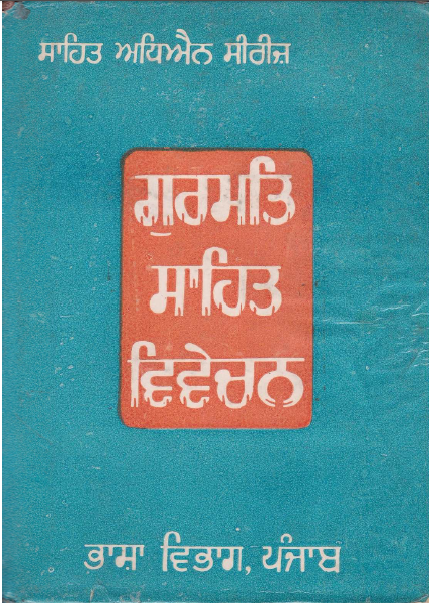 ਸਾਹਿਤ ਅਧਿਐਨ ਸੀਰੀਜ਼
ਗੁਰਮਤਿ
ਸਾਹਿਤ
ਵਿਵੇਚਨ
ਭਾਸ਼ਾ ਵਿਭਾਗ, ਪੰਜਾਬ